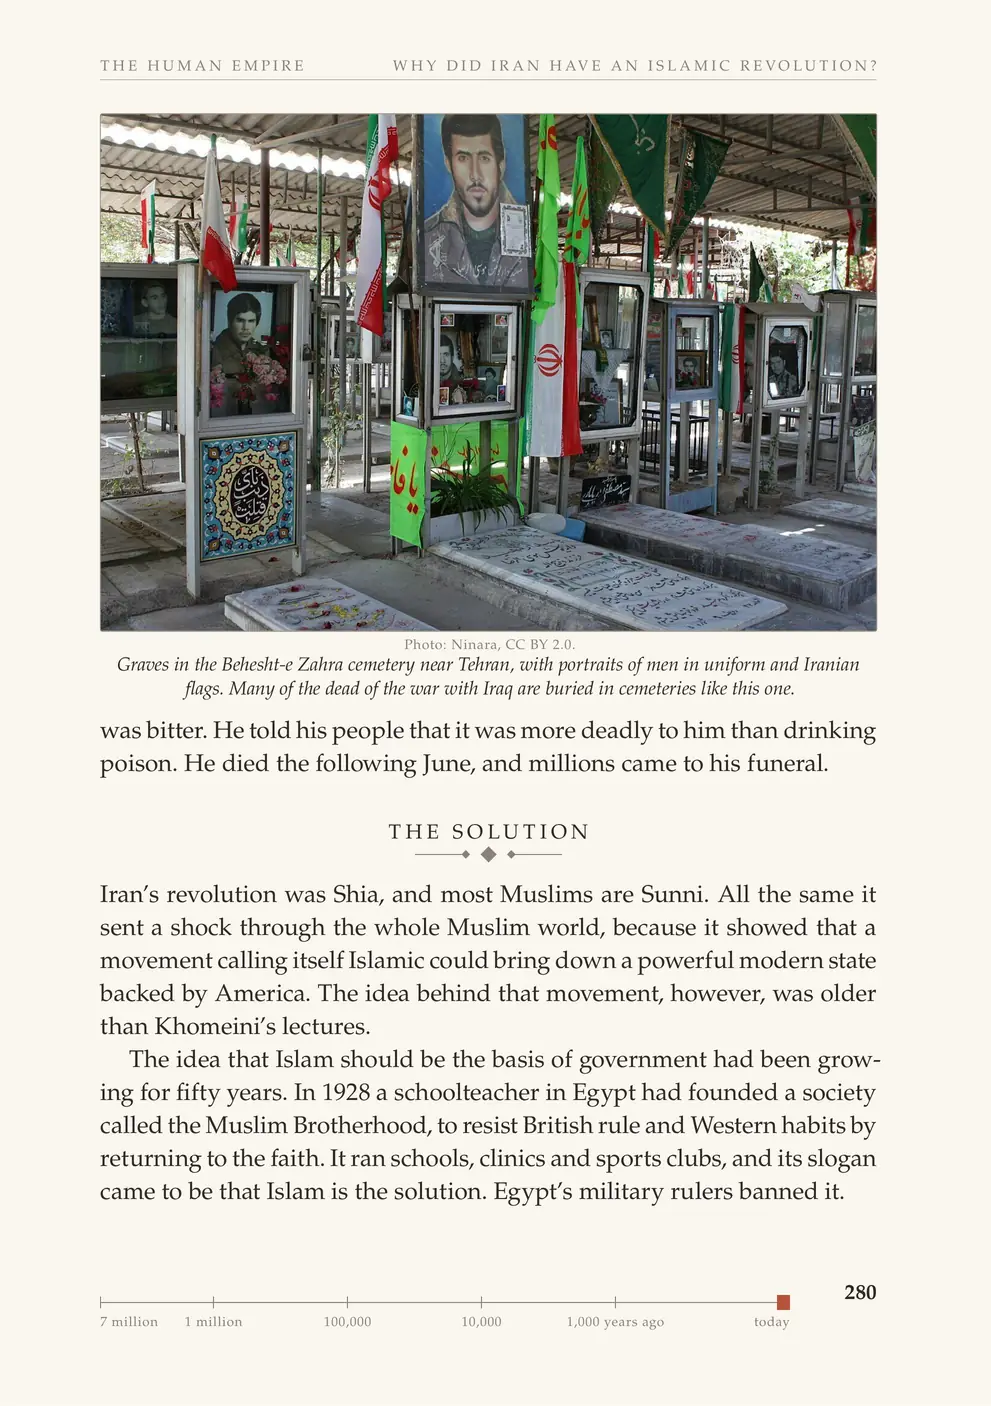 THE HUMAN EMPIRE
WHY DID IRAN HAVE AN ISLAMIC REVOLUTION?
Photo: Ninara, CC BY 2.0.
Graves in the Behesht-e Zahra cemetery near Tehran, with portraits of men in uniform and Iranian
flags. Many of the dead of the war with Iraq are buried in cemeteries like this one.
was bitter. He told his people that it was more deadly to him than drinking
poison. He died the following June, and millions came to his funeral.
THE SOLUTION
Iran’s revolution was Shia, and most Muslims are Sunni. All the same it
sent a shock through the whole Muslim world, because it showed that a
movement calling itself Islamic could bring down a powerful modern state
backed by America. The idea behind that movement, however, was older
than Khomeini’s lectures.
The idea that Islam should be the basis of government had been grow-
ing for fifty years. In 1928 a schoolteacher in Egypt had founded a society
called the Muslim Brotherhood, to resist British rule and Western habits by
returning to the faith. It ran schools, clinics and sports clubs, and its slogan
came to be that Islam is the solution. Egypt’s military rulers banned it.
280
7 million
1 million
100,000
10,000
1,000 years ago
today